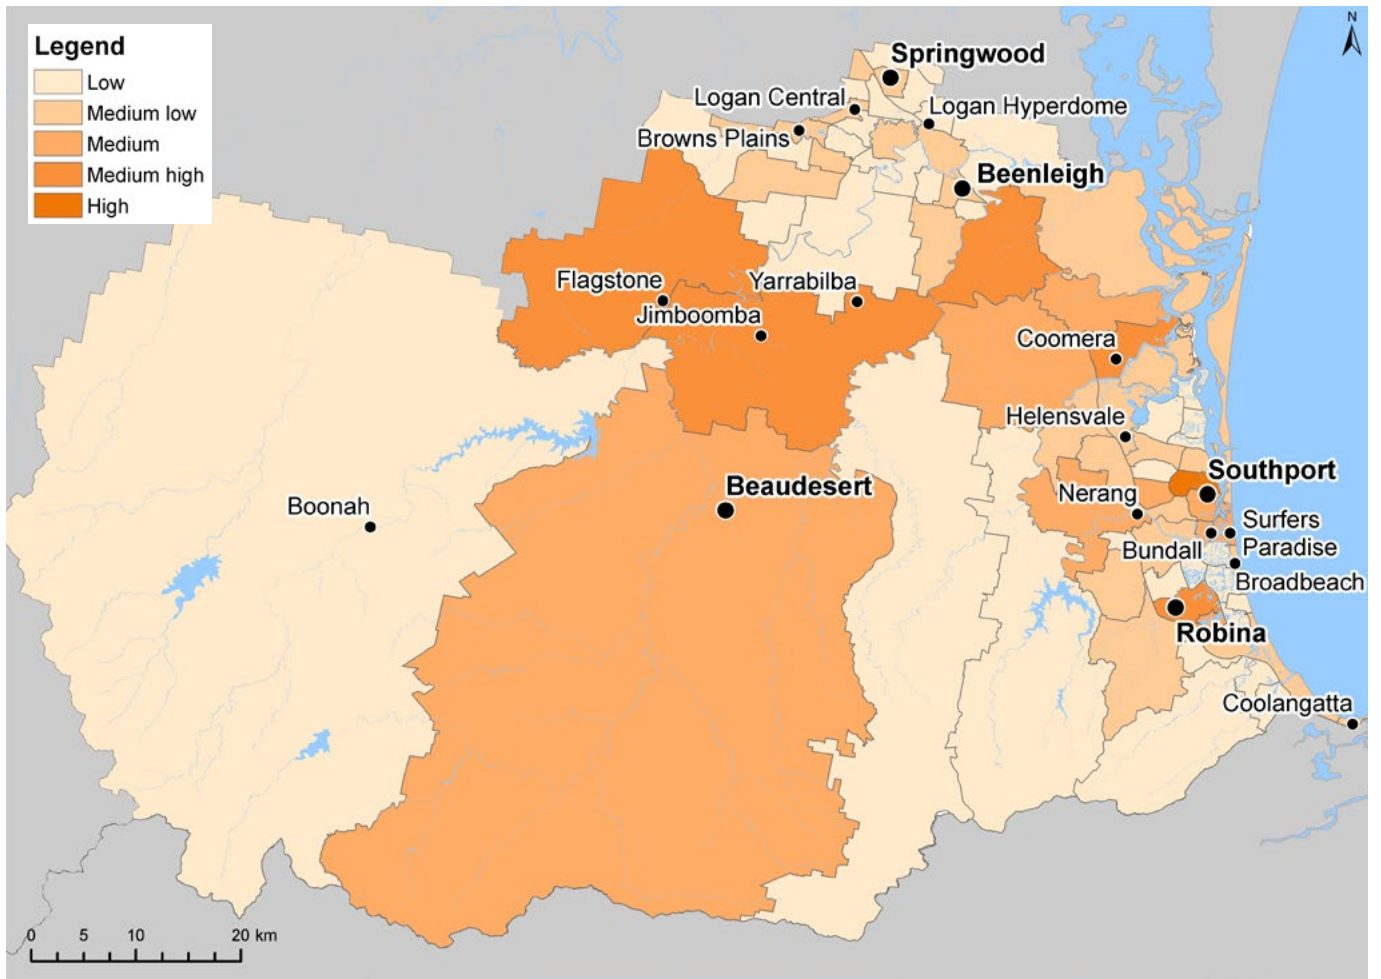 Legend
Low
Medium low
Medium
Medium high
High
N
Springwood
Logan Central
Logan Hyperdome
Browns Plains
Beenleigh
Flagstone
Yarrabilba
Jimboomba
Coomera
Helensvale
Southport
Beaudesert
Nerang
Boonah
Surfers
Paradise
Bundall
Broadbeach
Robina
Coolangatta
0 5 10 20 km